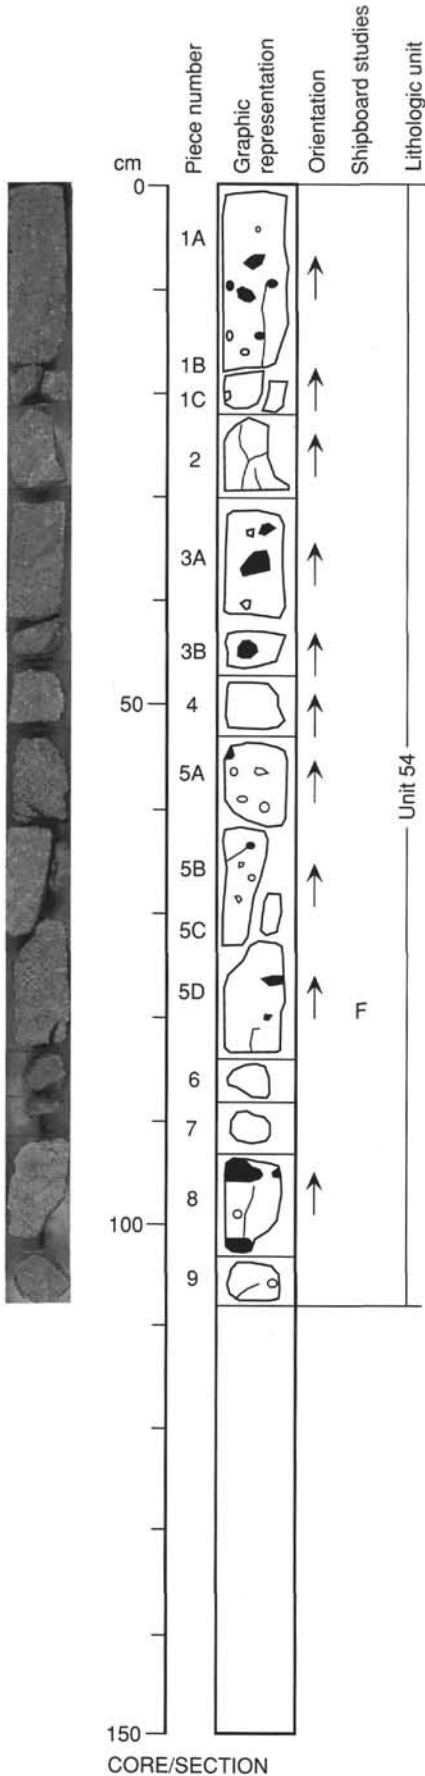 cm
Piece number
Graphic
representation
Orientation
Shipboard studies
Lithologic unit
0
1A
1B
1C
2
3A
3B
50
4
5A
Unit 54
5B
5C
5D
F
6
7
8
100
9
150
CORE/SECTION